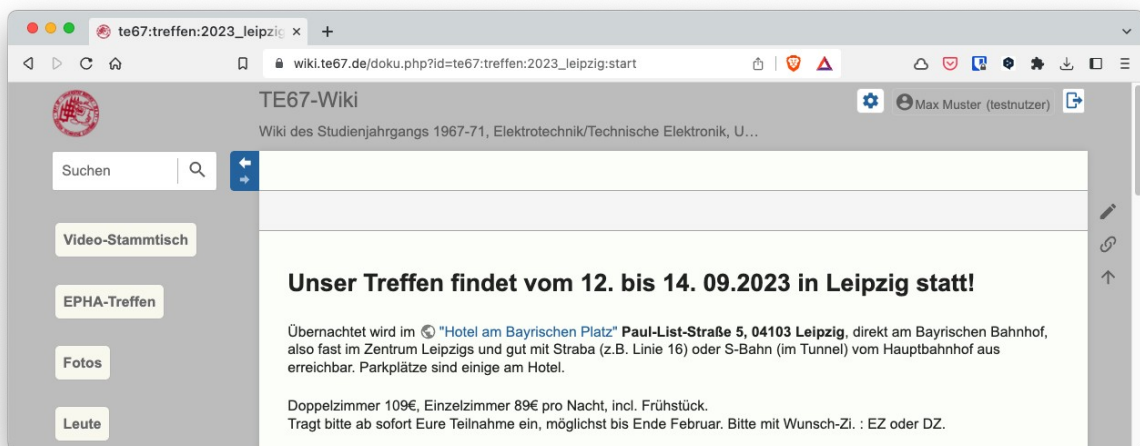 te67:treffen:2023_leipzig
wiki.te67.de/doku.php?id=te67:treffen:2023_leipzig:start
TE67-Wiki
Max Muster (testnutzer)
Wiki des Studienjahrgangs 1967-71, Elektrotechnik/Technische Elektronik, U…
Suchen
Video-Stammtisch
EPHA-Treffen
Fotos
Leute
Unser Treffen findet vom 12. bis 14. 09.2023 in Leipzig statt!
Übernachtet wird im "Hotel am Bayrischen Platz" Paul-List-Straße 5, 04103 Leipzig, direkt am Bayrischen Bahnhof,
also fast im Zentrum Leipzigs und gut mit Straba (z.B. Linie 16) oder S-Bahn (im Tunnel) vom Hauptbahnhof aus
erreichbar. Parkplätze sind einige am Hotel.
Doppelzimmer 109€, Einzelzimmer 89€ pro Nacht, incl. Frühstück.
Tragt bitte ab sofort Eure Teilnahme ein, möglichst bis Ende Februar. Bitte mit Wunsch-Zi. : EZ oder DZ.